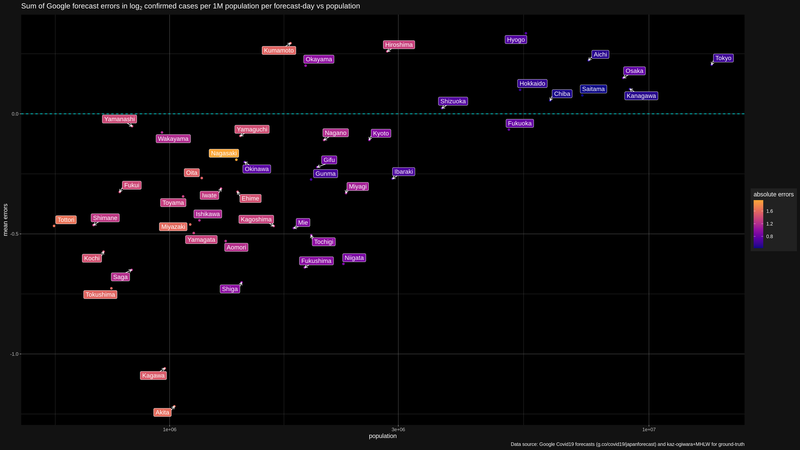 Sum of Google forecast errors in log2 confirmed cases per 1M population per forecast-day vs population
Hyogo
Kumamoto
Hiroshima
Okayama
Aichi
Tokyo
Osaka
Hokkaido
Saitama
Chiba
Kanagawa
Shizuoka
absolute errors
1.6
1.2
0.8
0.0
Yamanashi
Fukuoka
Yamaguchi
Nagano
Kyoto
Wakayama
Nagasaki
Gifu
Okinawa
Oita
Gunma
Ibaraki
Fukui
Miyagi
Iwate
Ehime
Toyama
Ishikawa
Tottori
Shimane
Kagoshima
Mie
Miyazaki
mean errors
-0.5
Yamagata
Tochigi
Aomori
Kochi
Fukushima
Niigata
Saga
Shiga
Tokushima
-1.0
Kagawa
Akita
1e+06
3e+06
1e+07
population
Data source: Google Covid19 forecasts (g.co/covid19/japanforecast) and kaz-ogiwara+MHLW for ground-truth